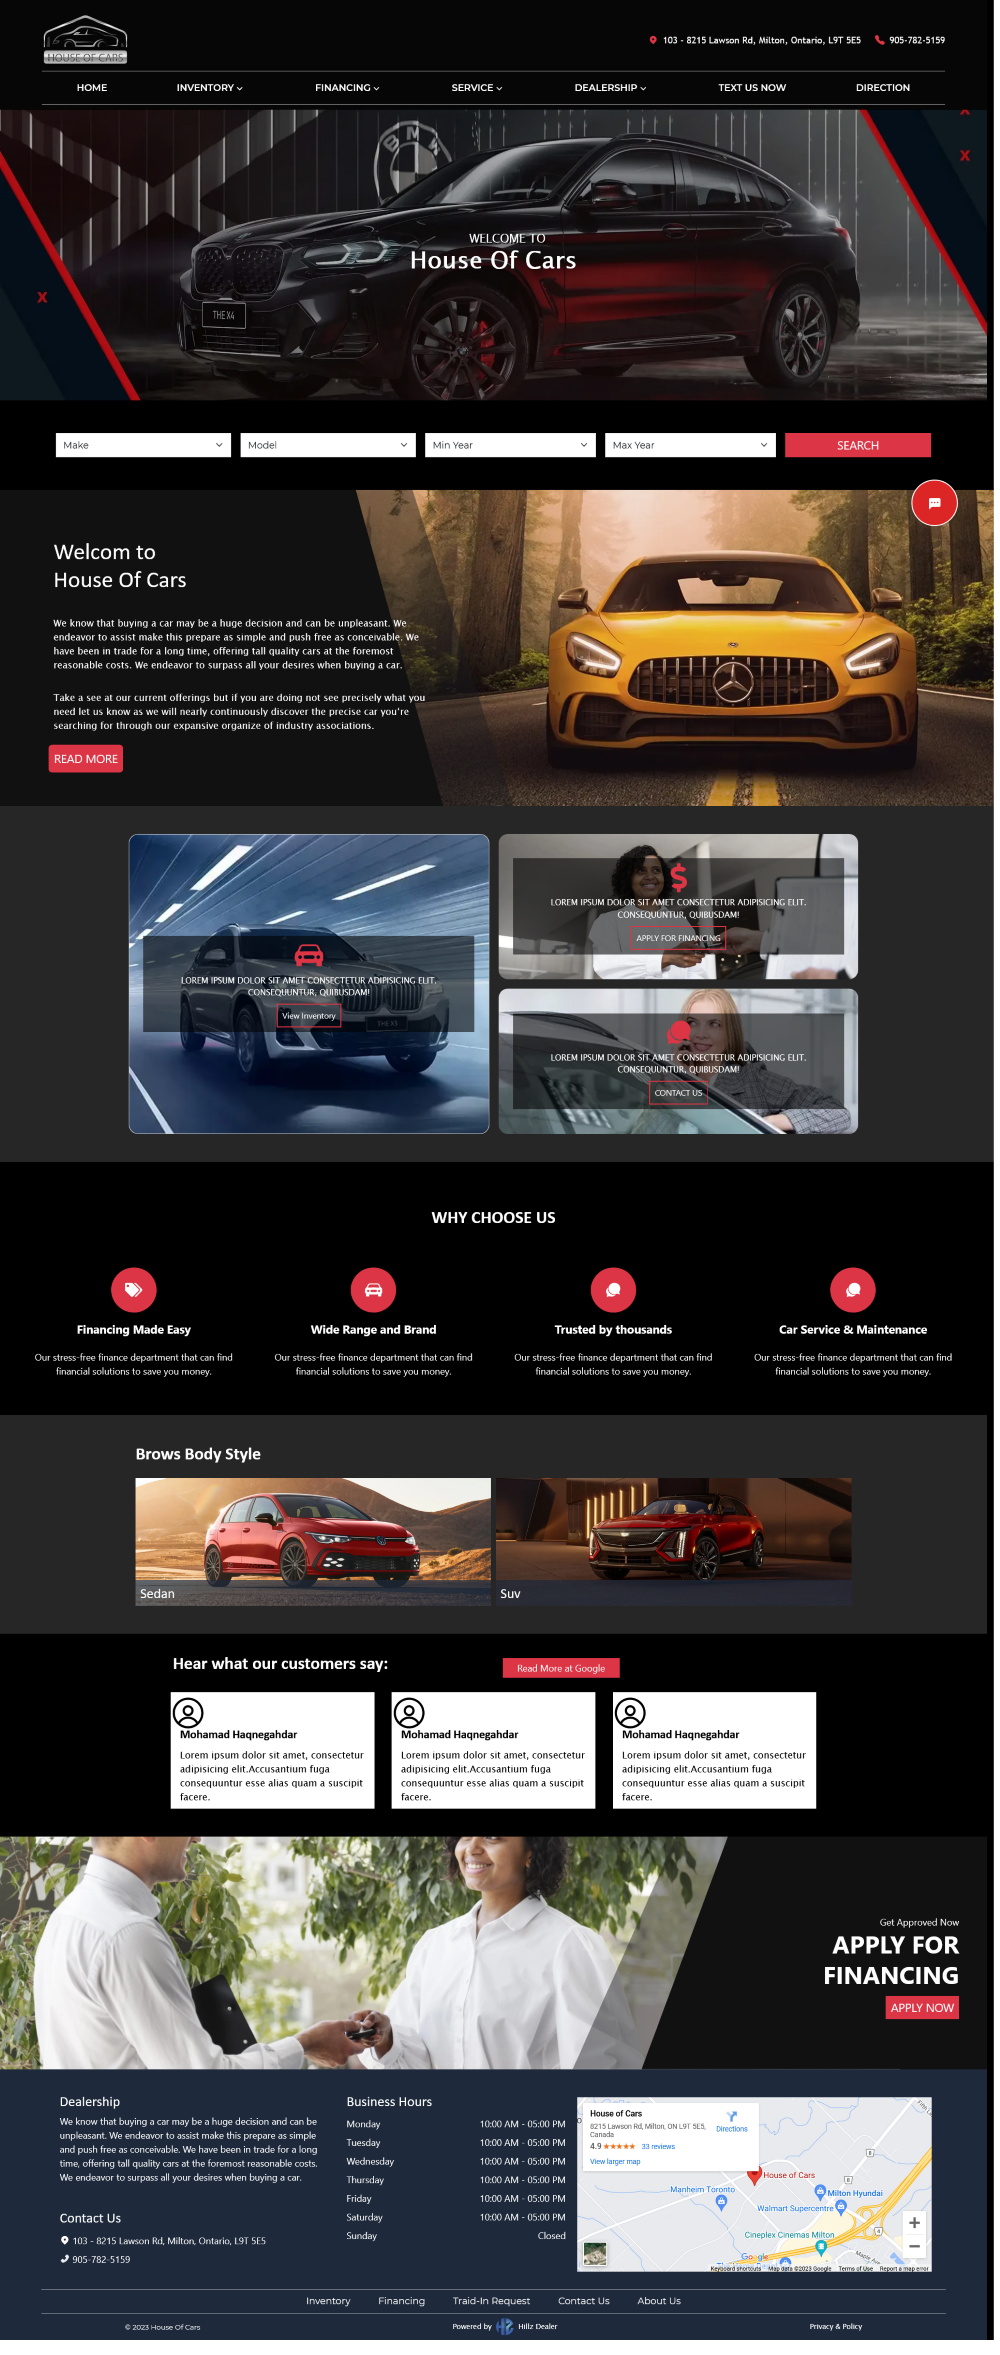 HOUSE OF CARS
103 - 8215 Lawson Rd, Milton, Ontario, L9T 5E5
905-782-5159
HOME
INVENTORY
FINANCING
SERVICE
DEALERSHIP
TEXT US NOW
DIRECTION
BMW
X
X
X
THE X4
WELCOME TO
House Of Cars
Make
Model
Min Year
Max Year
SEARCH
Welcom to
House Of Cars
We know that buying a car may be a huge decision and can be unpleasant. We
endeavor to assist make this prepare as simple and push free as conceivable. We
have been in trade for a long time, offering tall quality cars at the foremost
reasonable costs. We endeavor to surpass all your desires when buying a car.
Take a see at our current offerings but if you are doing not see precisely what you
need let us know as we will nearly continuously discover the precise car you're
searching for through our expansive organize of industry associations.
READ MORE
LOREM IPSUM DOLOR SIT AMET CONSECTETUR ADIPISICING ELIT.
CONSEQUUNTUR, QUIBUSDAM!
View Inventory
LOREM IPSUM DOLOR SIT AMET CONSECTETUR ADIPISICING ELIT.
CONSEQUUNTUR, QUIBUSDAM!
APPLY FOR FINANCING
LOREM IPSUM DOLOR SIT AMET CONSECTETUR ADIPISICING ELIT.
CONSEQUUNTUR, QUIBUSDAM!
CONTACT US
WHY CHOOSE US
Financing Made Easy
Our stress-free finance department that can find
financial solutions to save you money.
Wide Range and Brand
Our stress-free finance department that can find
financial solutions to save you money.
Trusted by thousands
Our stress-free finance department that can find
financial solutions to save you money.
Car Service & Maintenance
Our stress-free finance department that can find
financial solutions to save you money.
Brows Body Style
Sedan
Suv
Hear what our customers say:
Read More at Google
Mohamad Haqnegahdar
Lorem ipsum dolor sit amet, consectetur
adipisicing elit.Accusantium fuga
consequuntur esse alias quam a suscipit
facere.
Mohamad Haqnegahdar
Lorem ipsum dolor sit amet, consectetur
adipisicing elit.Accusantium fuga
consequuntur esse alias quam a suscipit
facere.
Mohamad Haqnegahdar
Lorem ipsum dolor sit amet, consectetur
adipisicing elit.Accusantium fuga
consequuntur esse alias quam a suscipit
facere.
Get Approved Now
APPLY FOR
FINANCING
APPLY NOW
Dealership
We know that buying a car may be a huge decision and can be
unpleasant. We endeavor to assist make this prepare as simple
and push free as conceivable. We have been in trade for a long
time, offering tall quality cars at the foremost reasonable costs.
We endeavor to surpass all your desires when buying a car.
Contact Us
103 - 8215 Lawson Rd, Milton, Ontario, L9T 5E5
905-782-5159
Business Hours
Monday 10:00 AM - 05:00 PM
Tuesday 10:00 AM - 05:00 PM
Wednesday 10:00 AM - 05:00 PM
Thursday 10:00 AM - 05:00 PM
Friday 10:00 AM - 05:00 PM
Saturday 10:00 AM - 05:00 PM
Sunday Closed
House of Cars
8215 Lawson Rd, Milton, ON L9T 5E5,
Canada
4.9 ★★★★★ 33 reviews
View larger map
Directions
House of Cars
Manheim Toronto
Milton Hyundai
Walmart Supercentre
Cineplex Cinemas Milton
Google
Keyboard shortcuts
Map data ©2023 Google
Terms of Use
Report a map error
Inventory
Financing
Traid-In Request
Contact Us
About Us
© 2023 House Of Cars
Powered by
Hillz Dealer
Privacy & Policy